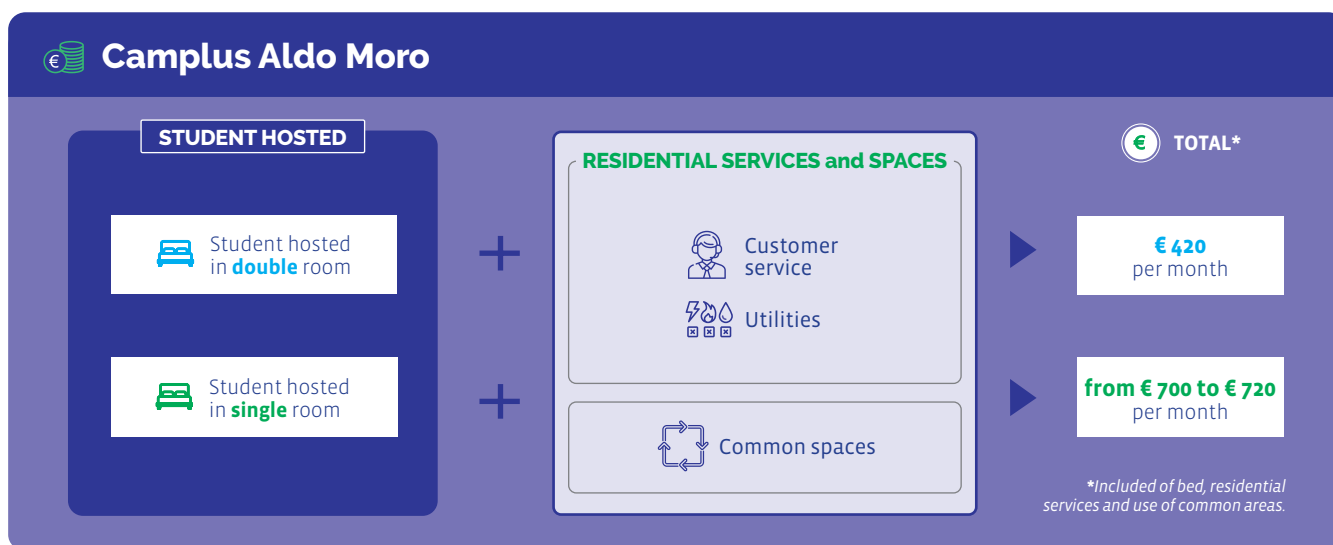 € Camplus Aldo Moro
STUDENT HOSTED
Student hosted
in double room
Student hosted
in single room
+
+
RESIDENTIAL SERVICES and SPACES
Customer
service
Utilities
Common spaces
€ TOTAL*
€ 420
per month
from € 700 to € 720
per month
*Included of bed, residential
services and use of common areas.